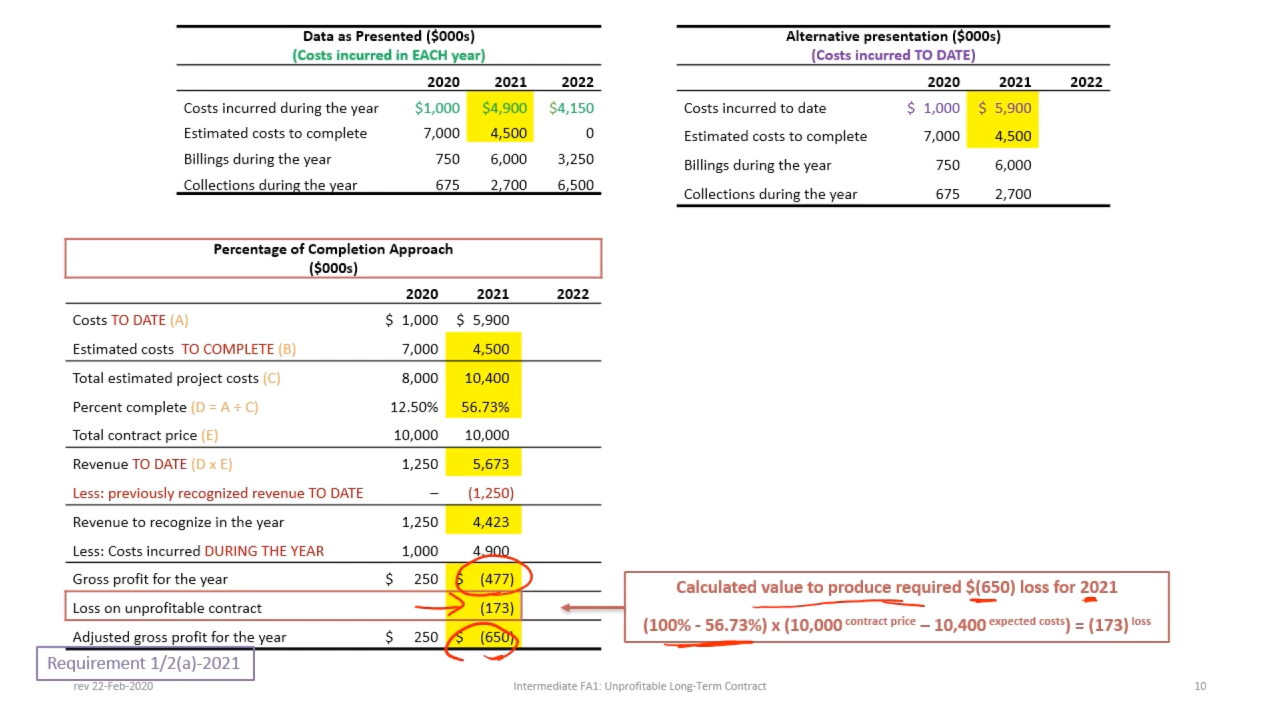 Data as Presented ($000s)
(Costs incurred in EACH year)
2020 2021 2022
Costs incurred during the year $1,000 $4,900 $4,150
Estimated costs to complete 7,000 4,500 0
Billings during the year 750 6,000 3,250
Collections during the year 675 2,700 6,500
Alternative presentation ($000s)
(Costs incurred TO DATE)
2020 2021 2022
Costs incurred to date $ 1,000 $ 5,900
Estimated costs to complete 7,000 4,500
Billings during the year 750 6,000
Collections during the year 675 2,700
Percentage of Completion Approach
($000s)
2020 2021 2022
Costs TO DATE (A) $ 1,000 $ 5,900
Estimated costs TO COMPLETE (B) 7,000 4,500
Total estimated project costs (C) 8,000 10,400
Percent complete (D = A ÷ C) 12.50% 56.73%
Total contract price (E) 10,000 10,000
Revenue TO DATE (D x E) 1,250 5,673
Less: previously recognized revenue TO DATE – (1,250)
Revenue to recognize in the year 1,250 4,423
Less: Costs incurred DURING THE YEAR 1,000 4,900
Gross profit for the year $ 250 $ (477)
Loss on unprofitable contract (173)
Adjusted gross profit for the year $ 250 $ (650)
Calculated value to produce required $(650) loss for 2021
(100% - 56.73%) x (10,000 contract price – 10,400 expected costs) = (173) loss
Requirement 1/2(a)-2021
rev 22-Feb-2020 Intermediate FA1: Unprofitable Long-Term Contract 10